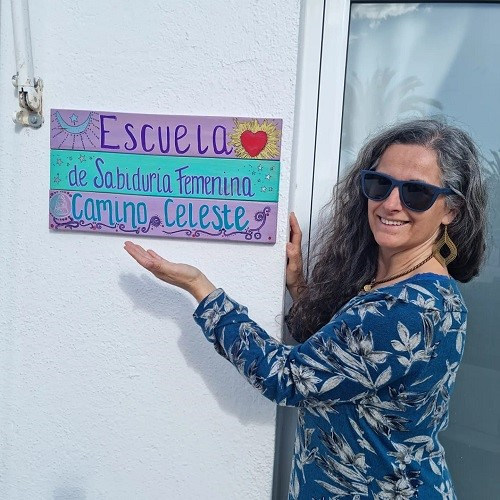 Escuela
de Sabiduria Femenina
Camino Celeste